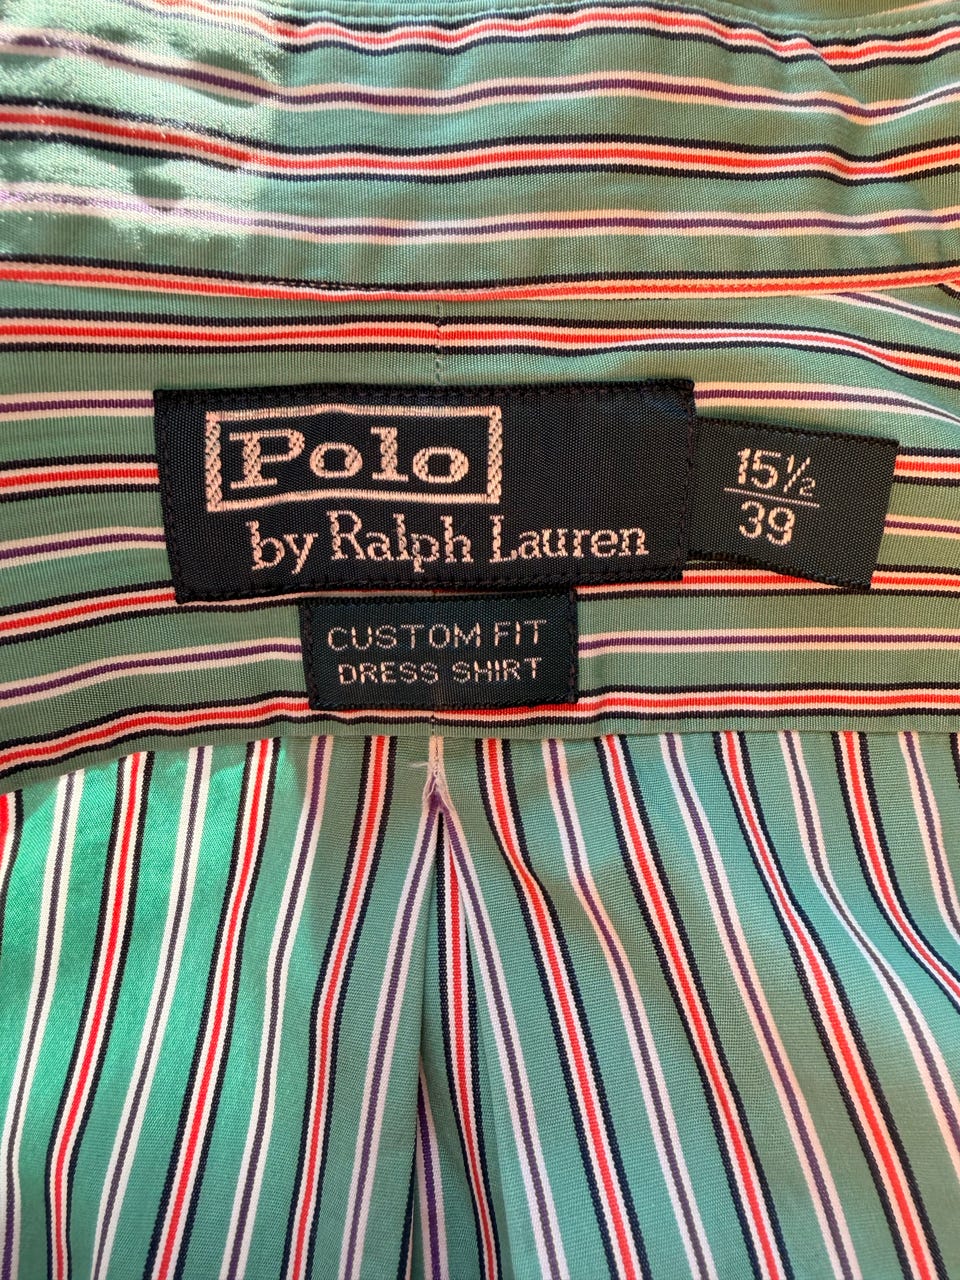 Polo
by Ralph Lauren
15½
39
CUSTOM FIT
DRESS SHIRT